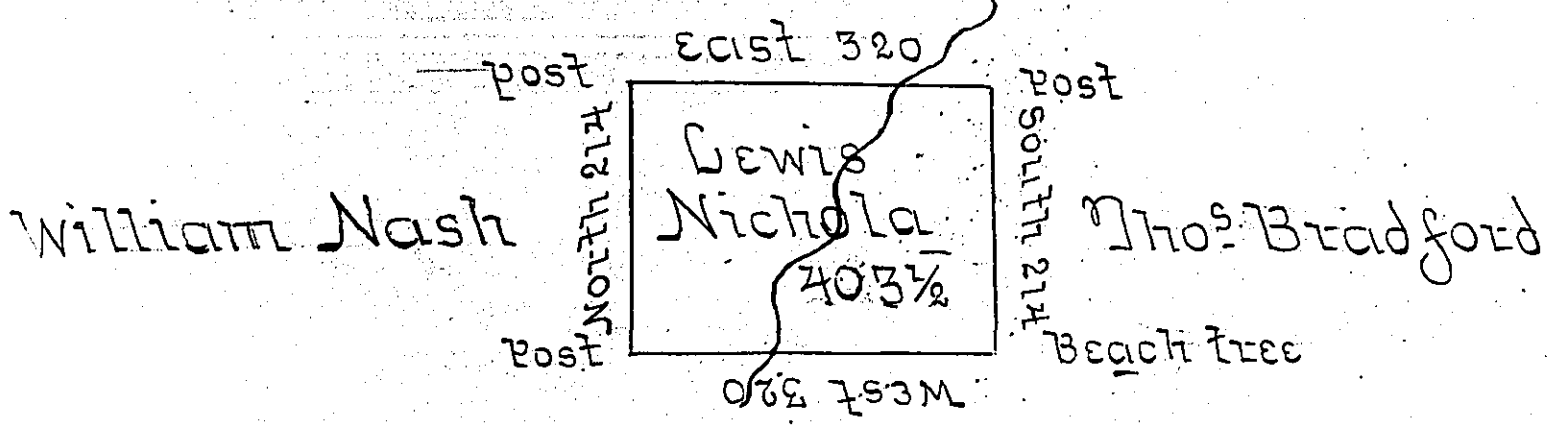 East 320
Post
Post
North 214
South 214
William Nash
Lewis
Nichola
403½
Thoˢ Bradford
Post
Beach tree
West 320